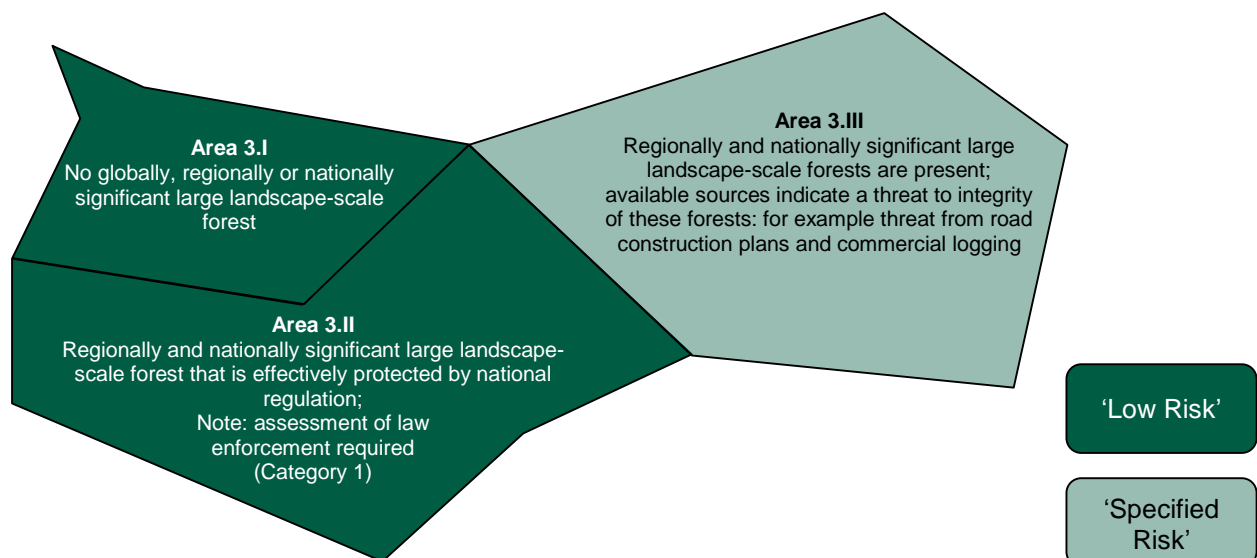 Area 3.I
No globally, regionally or nationally
significant large landscape-scale
forest
Area 3.II
Regionally and nationally significant large landscape-
scale forest that is effectively protected by national
regulation;
Note: assessment of law
enforcement required
(Category 1)
Area 3.III
Regionally and nationally significant large
landscape-scale forests are present;
available sources indicate a threat to integrity
of these forests: for example threat from road
construction plans and commercial logging
‘Low Risk’
‘Specified
Risk’